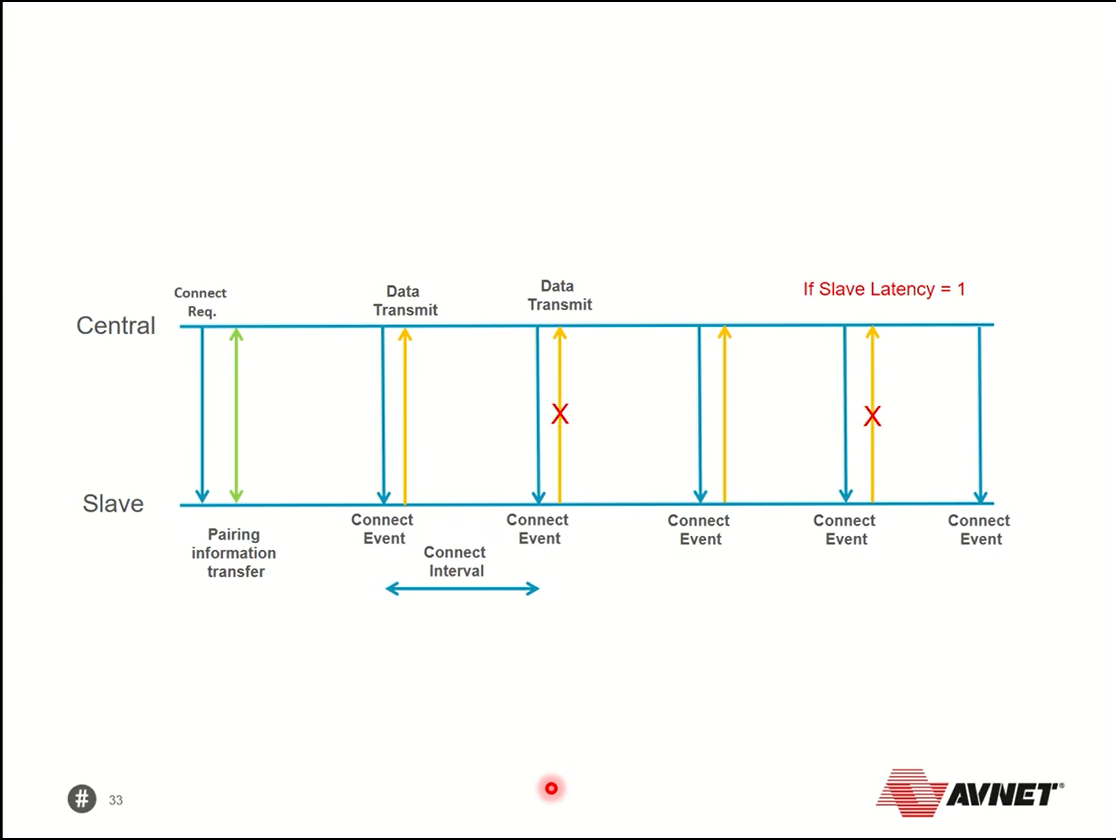 Connect
Req.
Data
Transmit
Data
Transmit
If Slave Latency = 1
Central
X
X
Slave
Pairing
information
transfer
Connect
Event
Connect
Interval
Connect
Event
Connect
Event
Connect
Event
Connect
Event
# 33
AVNET®